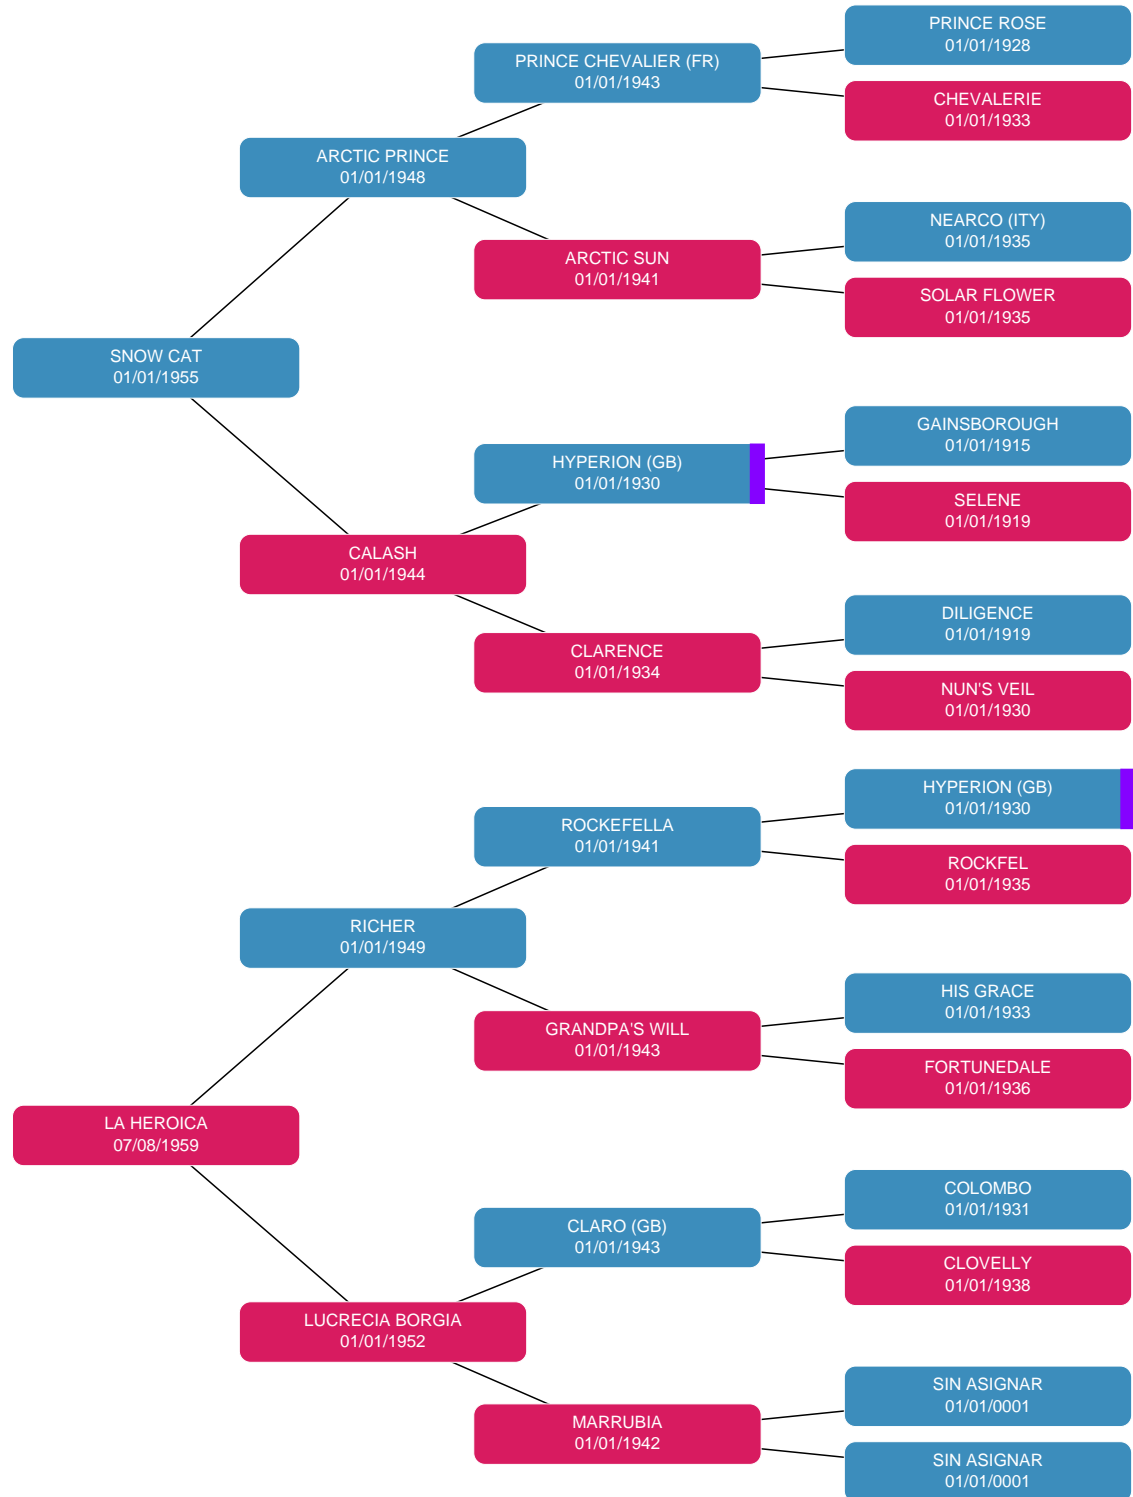 PRINCE ROSE
01/01/1928
PRINCE CHEVALIER (FR)
01/01/1943
CHEVALERIE
01/01/1933
ARCTIC PRINCE
01/01/1948
NEARCO (ITY)
01/01/1935
ARCTIC SUN
01/01/1941
SOLAR FLOWER
01/01/1935
SNOW CAT
01/01/1955
GAINSBOROUGH
01/01/1915
HYPERION (GB)
01/01/1930
SELENE
01/01/1919
CALASH
01/01/1944
DILIGENCE
01/01/1919
CLARENCE
01/01/1934
NUN'S VEIL
01/01/1930
HYPERION (GB)
01/01/1930
ROCKEFELLA
01/01/1941
ROCKFEL
01/01/1935
RICHER
01/01/1949
HIS GRACE
01/01/1933
GRANDPA'S WILL
01/01/1943
FORTUNEDALE
01/01/1936
LA HEROICA
07/08/1959
COLOMBO
01/01/1931
CLARO (GB)
01/01/1943
CLOVELLY
01/01/1938
LUCRECIA BORGIA
01/01/1952
SIN ASIGNAR
01/01/0001
MARRUBIA
01/01/1942
SIN ASIGNAR
01/01/0001